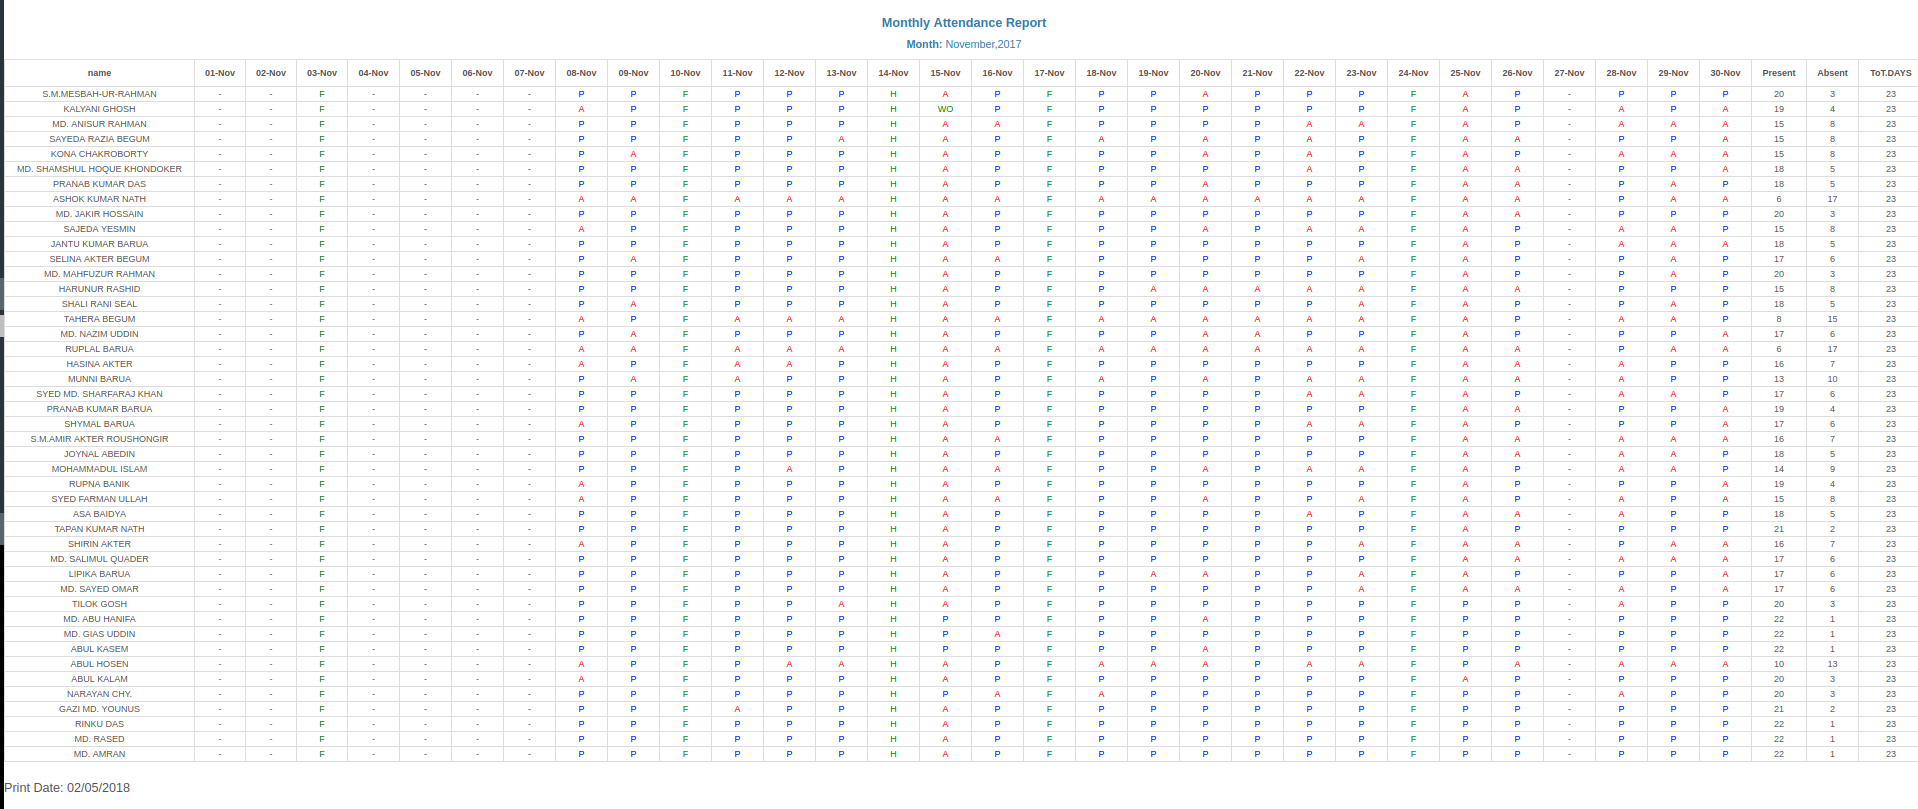 Monthly Attendance Report
Month: November,2017
name 01-Nov 02-Nov 03-Nov 04-Nov 05-Nov 06-Nov 07-Nov 08-Nov 09-Nov 10-Nov 11-Nov 12-Nov 13-Nov 14-Nov 15-Nov 16-Nov 17-Nov 18-Nov 19-Nov 20-Nov 21-Nov 22-Nov 23-Nov 24-Nov 25-Nov 26-Nov 27-Nov 28-Nov 29-Nov 30-Nov Present Absent ToT.DAYS
S.M.MESBAH-UR-RAHMAN - - F - - - - P P F P P P H A P F P P A P P P F A P - P P P 20 3 23
KALYANI GHOSH - - F - - - - A P F P P P H WO P F P P P P P P F A P - A P A 19 4 23
MD. ANISUR RAHMAN - - F - - - - P P F P P P H A A F P P P P A A F A P - A A A 15 8 23
SAYEDA RAZIA BEGUM - - F - - - - P P F P P A H A P F A P A P A P F A A - P P A 15 8 23
KONA CHAKROBORTY - - F - - - - P A F P P P H A P F P P A P A P F A P - A A A 15 8 23
MD. SHAMSHUL HOQUE KHONDOKER - - F - - - - P P F P P P H A P F P P P P A P F A A - P P A 18 5 23
PRANAB KUMAR DAS - - F - - - - P P F P P P H A P F P P A P P P F A A - P A P 18 5 23
ASHOK KUMAR NATH - - F - - - - A A F A A A H A A F A A A A A A F A A - P A A 6 17 23
MD. JAKIR HOSSAIN - - F - - - - P P F P P P H A P F P P P P P P F A A - P P P 20 3 23
SAJEDA YESMIN - - F - - - - A P F P P P H A P F P P A P A A F A P - A A P 15 8 23
JANTU KUMAR BARUA - - F - - - - P P F P P P H A P F P P P P P P F A P - A A A 18 5 23
SELINA AKTER BEGUM - - F - - - - P A F P P P H A A F P P P P P A F A P - P A P 17 6 23
MD. MAHFUZUR RAHMAN - - F - - - - P P F P P P H A P F P P P P P P F A P - P A P 20 3 23
HARUNUR RASHID - - F - - - - P P F P P P H A P F P A A A A A F A A - P P P 15 8 23
SHALI RANI SEAL - - F - - - - P A F P P P H A P F P P P P P A F A P - P A P 18 5 23
TAHERA BEGUM - - F - - - - A P F A A A H A A F A A A A A A F A P - A A P 8 15 23
MD. NAZIM UDDIN - - F - - - - P A F P P P H A P F P P A A P P F A P - P P A 17 6 23
RUPLAL BARUA - - F - - - - A A F A A A H A A F A A A A A A F A A - P A A 6 17 23
HASINA AKTER - - F - - - - A P F A A P H A P F P P P P P P F A A - A P P 16 7 23
MUNNI BARUA - - F - - - - P A F A P P H A P F A P A P A A F A A - A P P 13 10 23
SYED MD. SHARFARAJ KHAN - - F - - - - P P F P P P H A P F P P P P A A F A P - A A P 17 6 23
PRANAB KUMAR BARUA - - F - - - - P P F P P P H A P F P P P P P P F A A - P P A 19 4 23
SHYMAL BARUA - - F - - - - A P F P P P H A P F P P P P A A F A P - P P A 17 6 23
S.M.AMIR AKTER ROUSHONGIR - - F - - - - P P F P P P H A A F P P P P P P F A A - A A A 16 7 23
JOYNAL ABEDIN - - F - - - - P P F P P P H A P F P P P P P P F A A - A A P 18 5 23
MOHAMMADUL ISLAM - - F - - - - P P F P A P H A A F P P A P A A F A P - A A P 14 9 23
RUPNA BANIK - - F - - - - A P F P P P H A P F P P P P P P F A P - P P A 19 4 23
SYED FARMAN ULLAH - - F - - - - A P F P P P H A A F P P A P P A F A P - A P A 15 8 23
ASA BAIDYA - - F - - - - P P F P P P H A P F P P P P A P F A A - A P P 18 5 23
TAPAN KUMAR NATH - - F - - - - P P F P P P H A P F P P P P P P F A P - P P P 21 2 23
SHIRIN AKTER - - F - - - - A P F P P P H A P F P P P P P A F A A - P A A 16 7 23
MD. SALIMUL QUADER - - F - - - - P P F P P P H A P F P P P P P P F A A - A A A 17 6 23
LIPIKA BARUA - - F - - - - P P F P P P H A P F P A A P P A F A P - P P A 17 6 23
MD. SAYED OMAR - - F - - - - P P F P P P H A P F P P P P P A F A A - A P A 17 6 23
TILOK GOSH - - F - - - - P P F P P A H A P F P P P P P P F P P - A P P 20 3 23
MD. ABU HANIFA - - F - - - - P P F P P P H P P F P P A P P P F P P - P P P 22 1 23
MD. GIAS UDDIN - - F - - - - P P F P P P H P A F P P P P P P F P P - P P P 22 1 23
ABUL KASEM - - F - - - - P P F P P P H P P F P P A P P P F P P - P P P 22 1 23
ABUL HOSEN - - F - - - - A P F P A A H A P F A A A P A A F P A - A A A 10 13 23
ABUL KALAM - - F - - - - A P F P P P H A P F P P P P P P F A P - P P P 20 3 23
NARAYAN CHY. - - F - - - - P P F P P P H P A F A P P P P P F P P - A P P 20 3 23
GAZI MD. YOUNUS - - F - - - - P P F A P P H A P F P P P P P P F P P - P P P 21 2 23
RINKU DAS - - F - - - - P P F P P P H A P F P P P P P P F P P - P P P 22 1 23
MD. RASED - - F - - - - P P F P P P H A P F P P P P P P F P P - P P P 22 1 23
MD. AMRAN - - F - - - - P P F P P P H A P F P P P P P P F P P - P P P 22 1 23
Print Date: 02/05/2018